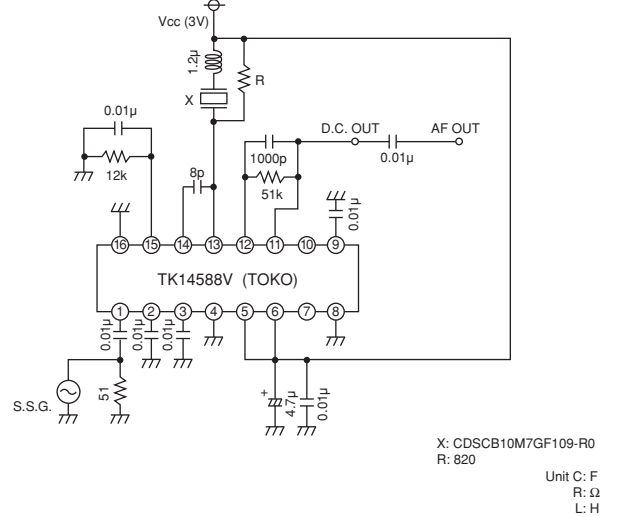 Vcc (3V)
1.2μ
R
X
0.01μ
12k
8p
1000p
51k
D.C. OUT
0.01μ
AF OUT
0.01μ
16 15 14 13 12 11 10 9
TK14588V (TOKO)
1 2 3 4 5 6 7 8
0.01μ
0.01μ
0.01μ
S.S.G.
51
+
4.7μ
0.01μ
X: CDSCB10M7GF109-R0
R: 820
Unit C: F
R: Ω
L: H